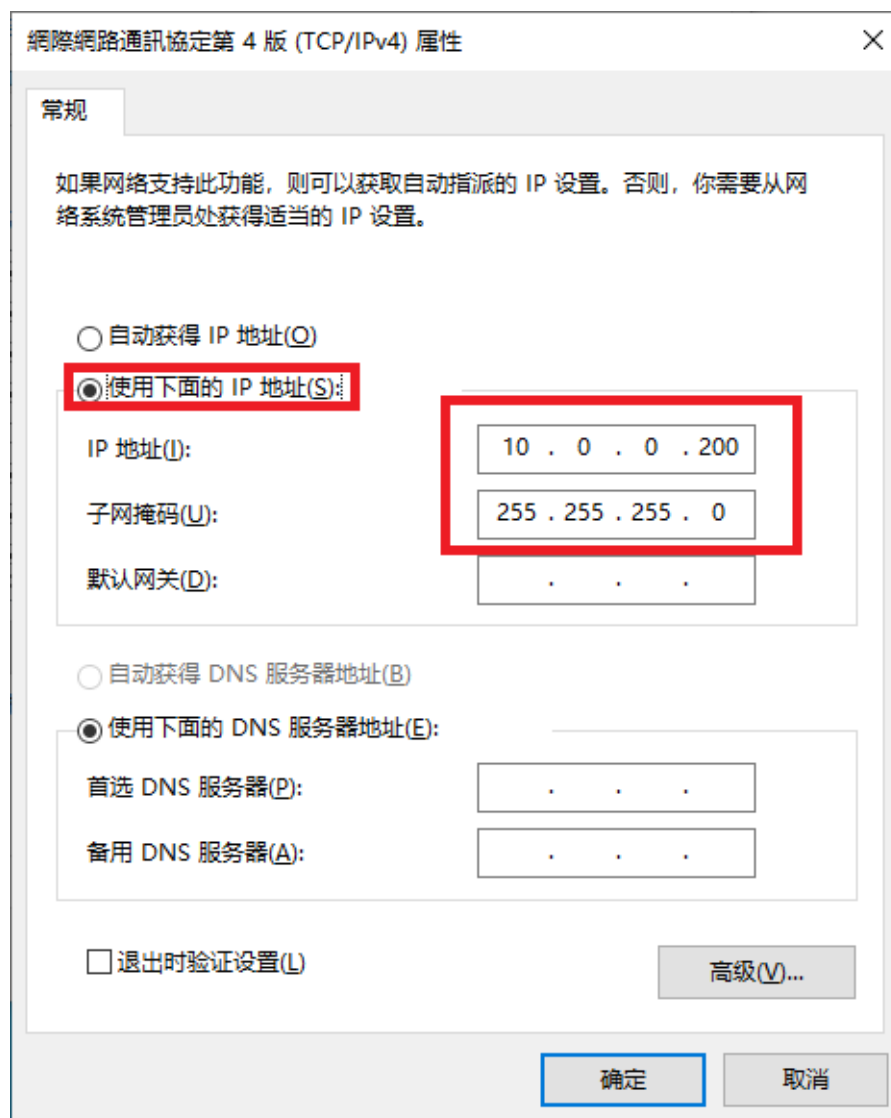 網際網路通訊協定第 4 版 (TCP/IPv4) 属性
常规
如果网络支持此功能，则可以获取自动指派的 IP 设置。否则，你需要从网
络系统管理员处获得适当的 IP 设置。
自动获得 IP 地址(O)
使用下面的 IP 地址(S):
IP 地址(I): 10 . 0 . 0 . 200
子网掩码(U): 255 . 255 . 255 . 0
默认网关(D): . . .
自动获得 DNS 服务器地址(B)
使用下面的 DNS 服务器地址(E):
首选 DNS 服务器(P): . . .
备用 DNS 服务器(A): . . .
退出时验证设置(L)
高级(V)...
确定 取消